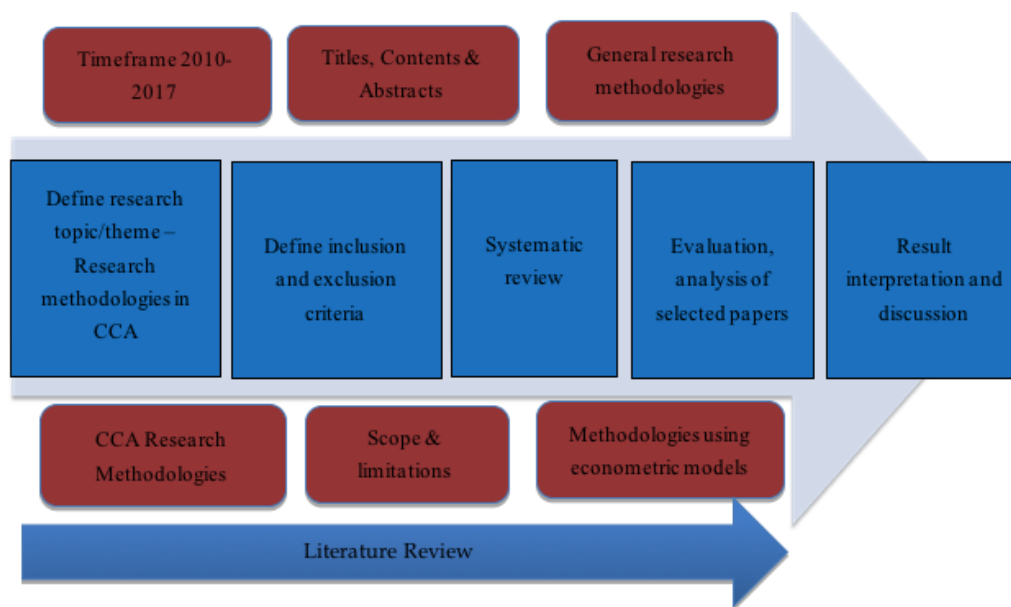 Timeframe 2010-
2017
Titles, Contents &
Abstracts
General research
methodologies
Define research
topic/theme –
Research
methodologies in
CCA
Define inclusion
and exclusion
criteria
Systematic
review
Evaluation,
analysis of
selected papers
Result
interpretation and
discussion
CCA Research
Methodologies
Scope &
limitations
Methodologies using
econometric models
Literature Review